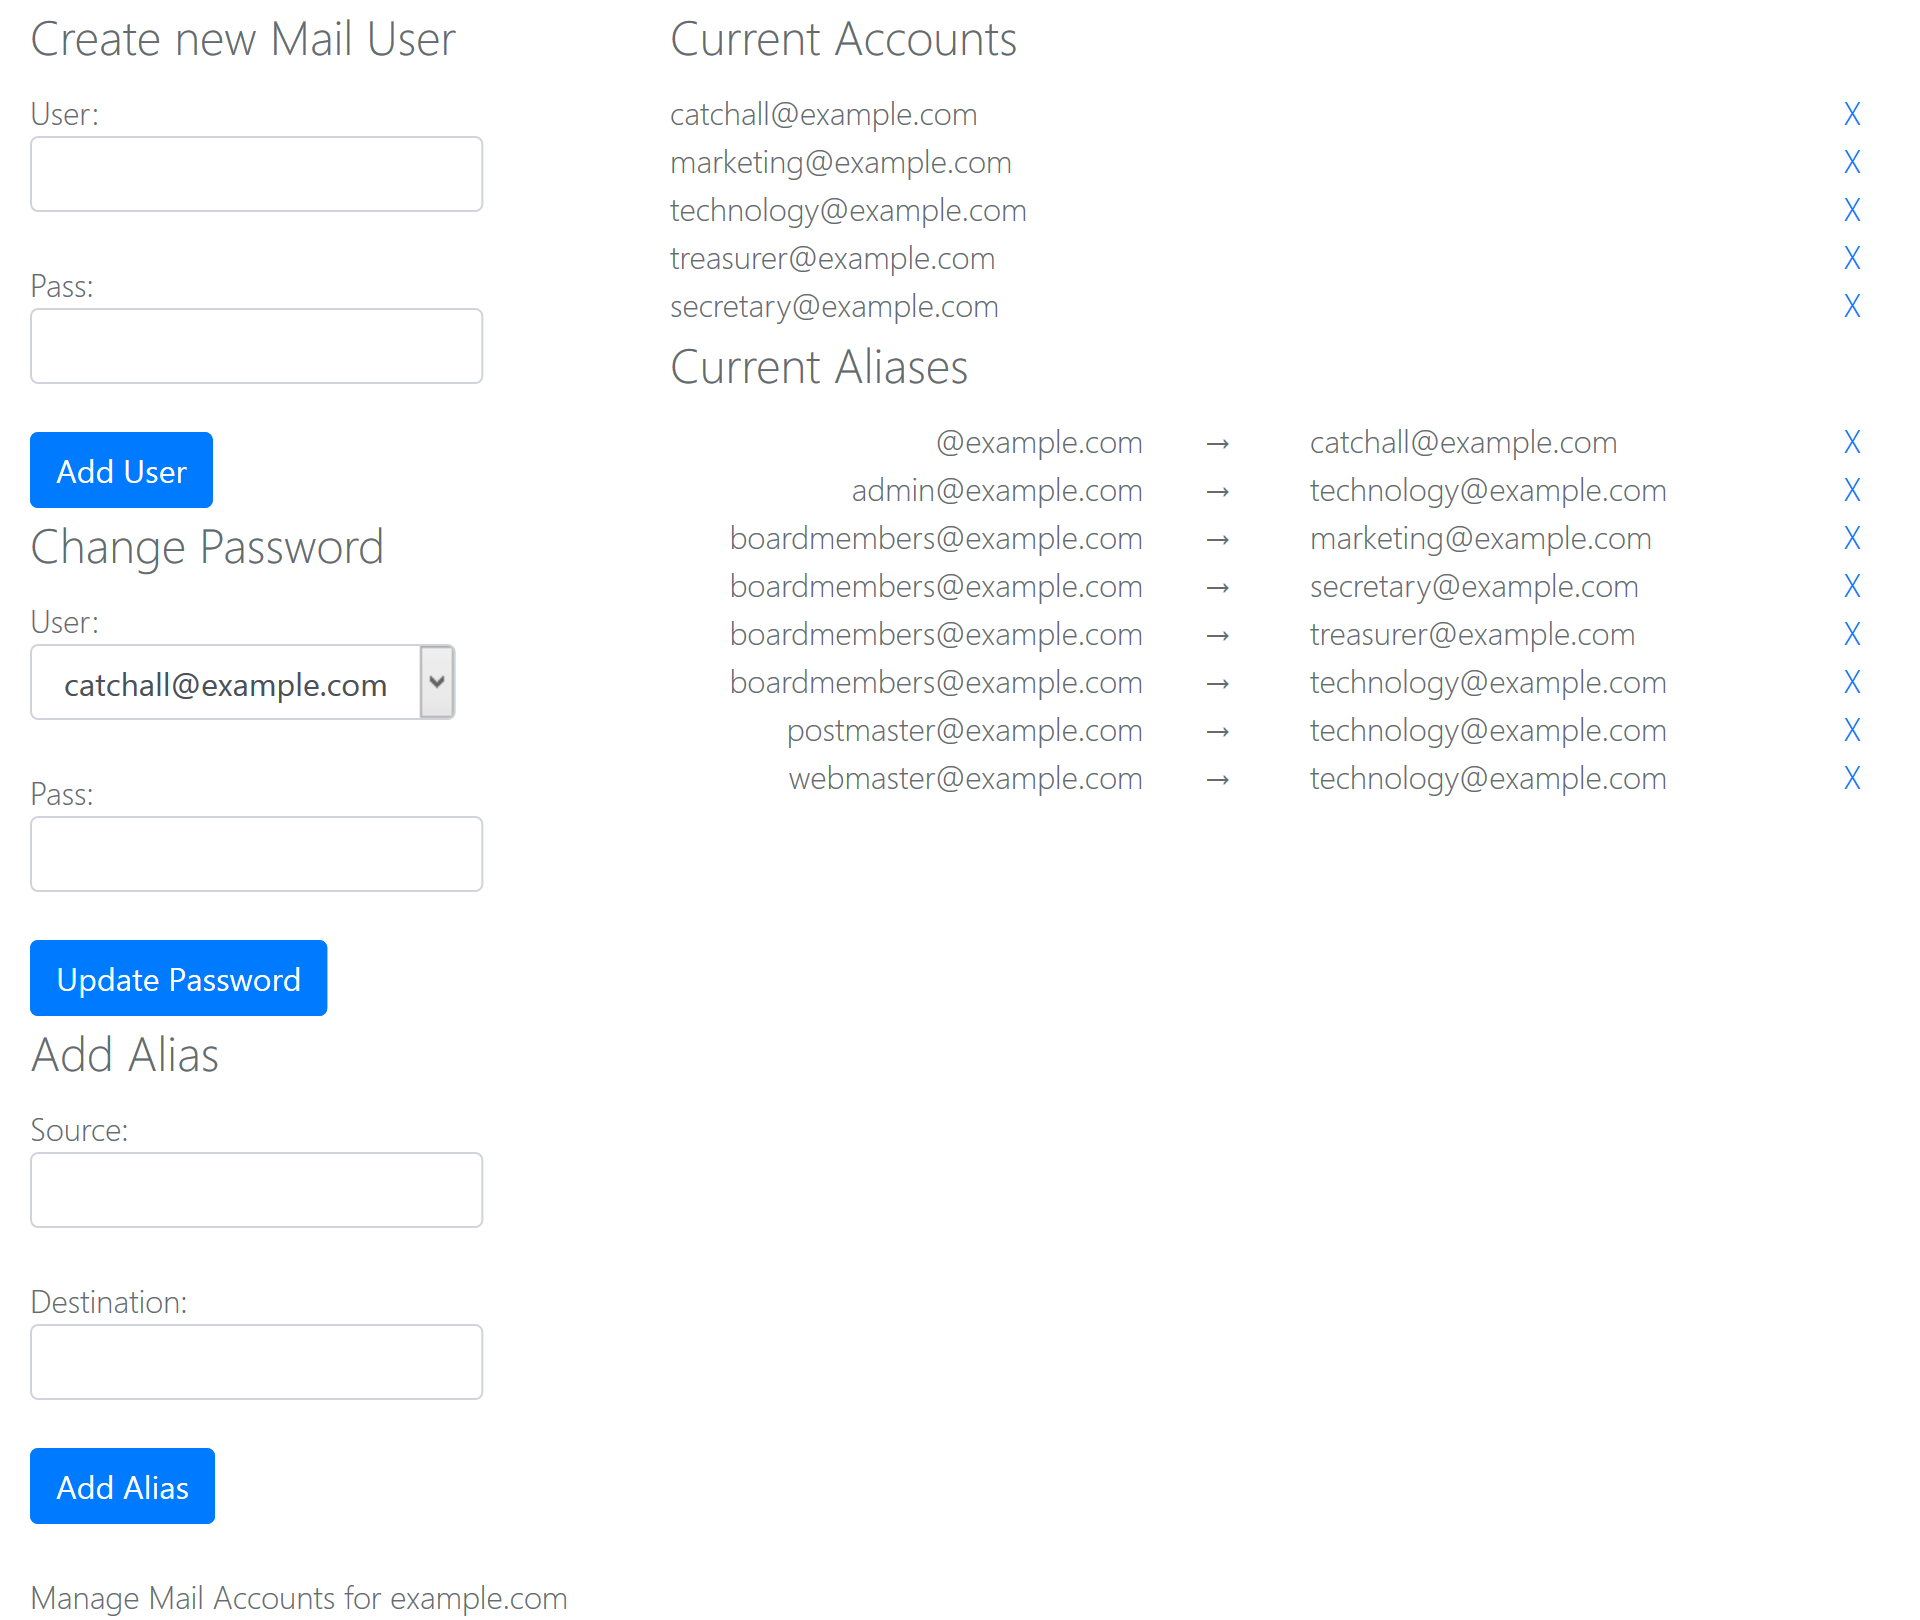 Create new Mail User
User:
Pass:
Add User
Change Password
User:
catchall@example.com
Pass:
Update Password
Add Alias
Source:
Destination:
Add Alias
Manage Mail Accounts for example.com
Current Accounts
catchall@example.com X
marketing@example.com X
technology@example.com X
treasurer@example.com X
secretary@example.com X
Current Aliases
@example.com → catchall@example.com X
admin@example.com → technology@example.com X
boardmembers@example.com → marketing@example.com X
boardmembers@example.com → secretary@example.com X
boardmembers@example.com → treasurer@example.com X
boardmembers@example.com → technology@example.com X
postmaster@example.com → technology@example.com X
webmaster@example.com → technology@example.com X